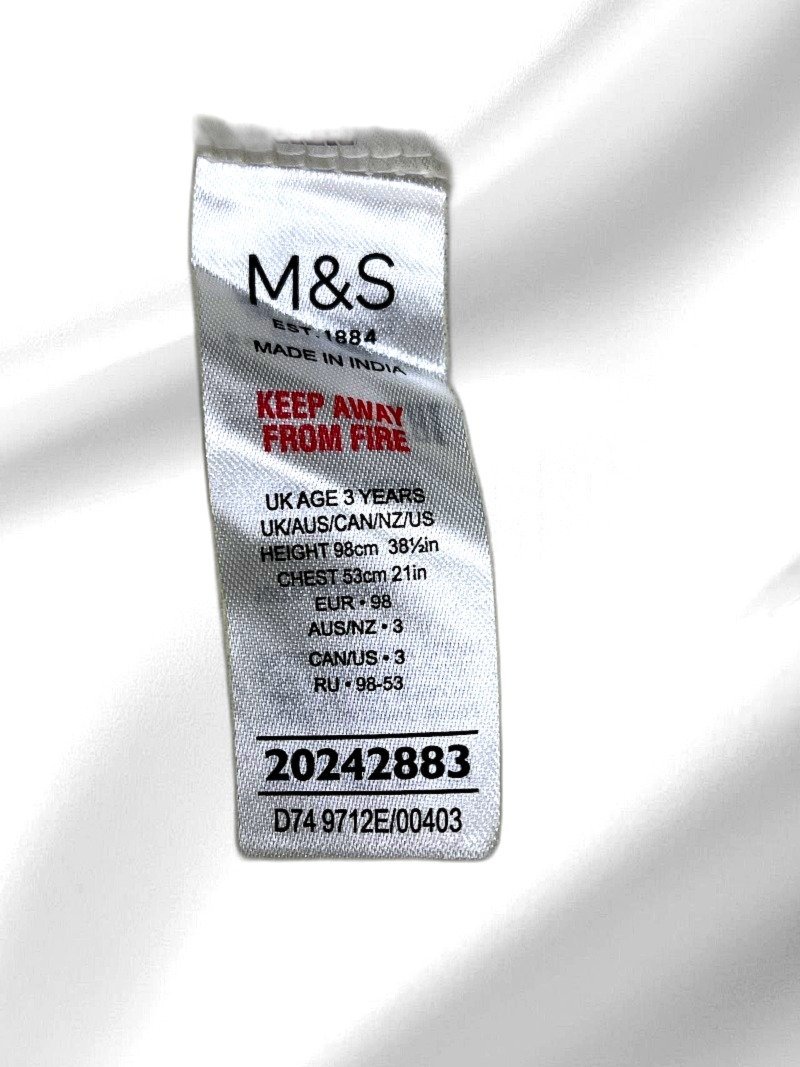 M&S
EST. 1884
MADE IN INDIA
KEEP AWAY
FROM FIRE
UK AGE 3 YEARS
UK/AUS/CAN/NZ/US
HEIGHT 98cm 38½in
CHEST 53cm 21in
EUR • 98
AUS/NZ • 3
CAN/US • 3
RU • 98-53
20242883
D74 9712E/00403